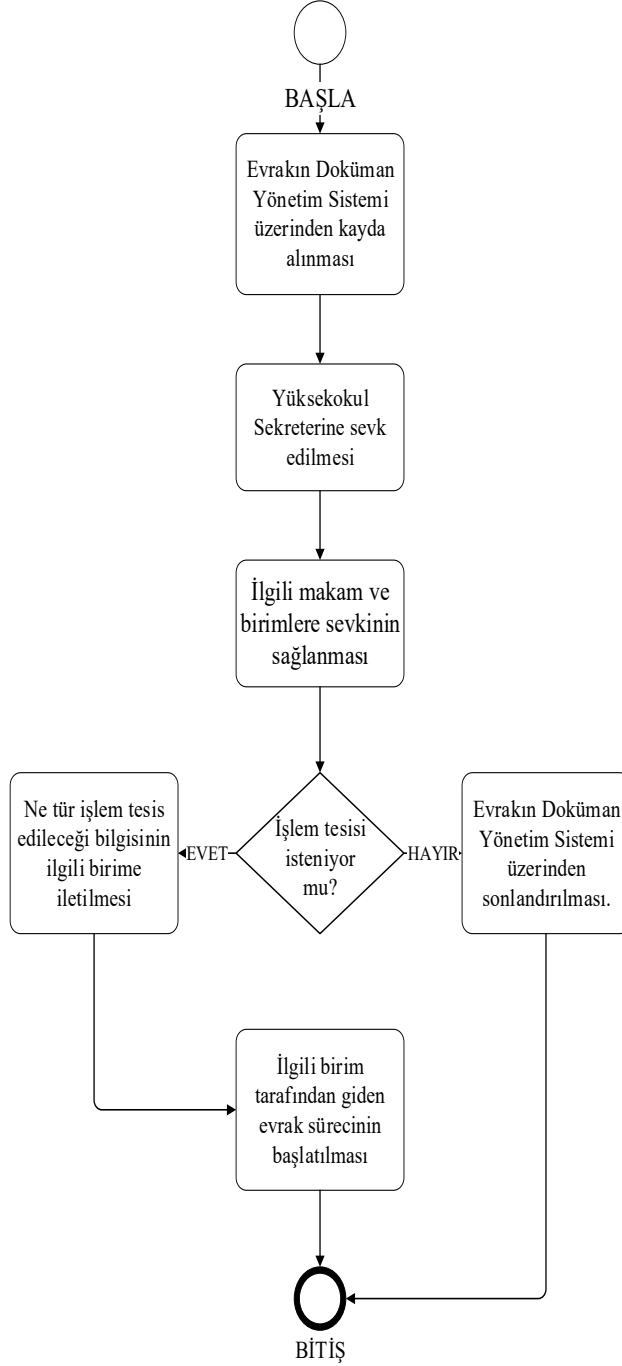 BAŞLA
Evrakın Doküman
Yönetim Sistemi
üzerinden kayda
alınması
Yüksekokul
Sekreterine sevk
edilmesi
İlgili makam ve
birimlere sevkinin
sağlanması
İşlem tesisi
isteniyor
mu?
EVET
Ne tür işlem tesis
edileceği bilgisinin
ilgili birime
iletilmesi
HAYIR
Evrakın Doküman
Yönetim Sistemi
üzerinden
sonlandırılması.
İlgili birim
tarafından giden
evrak sürecinin
başlatılması
BİTİŞ